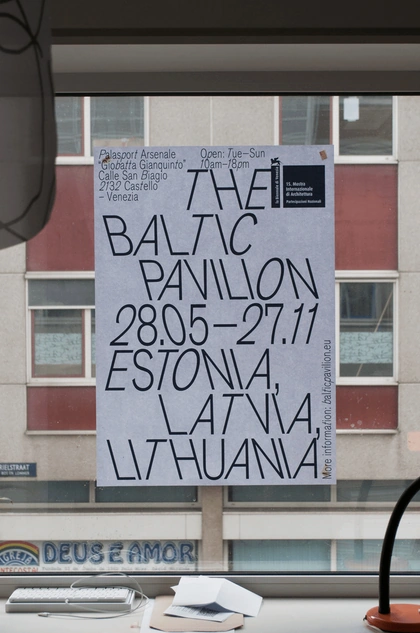 Palasport Arsenale
"Giobatta Gianquinto"
Calle San Biagio
2132 Castello
– Venezia
Open: Tue–Sun
10am–18pm
la Biennale di Venezia
15. Mostra
Internazionale
di Architettura
Partecipazioni Nazionali
THE
BALTIC
PAVILION
28.05–27.11
ESTONIA,
LATVIA,
LITHUANIA
More information: balticpavilion.eu
DEUS É AMOR